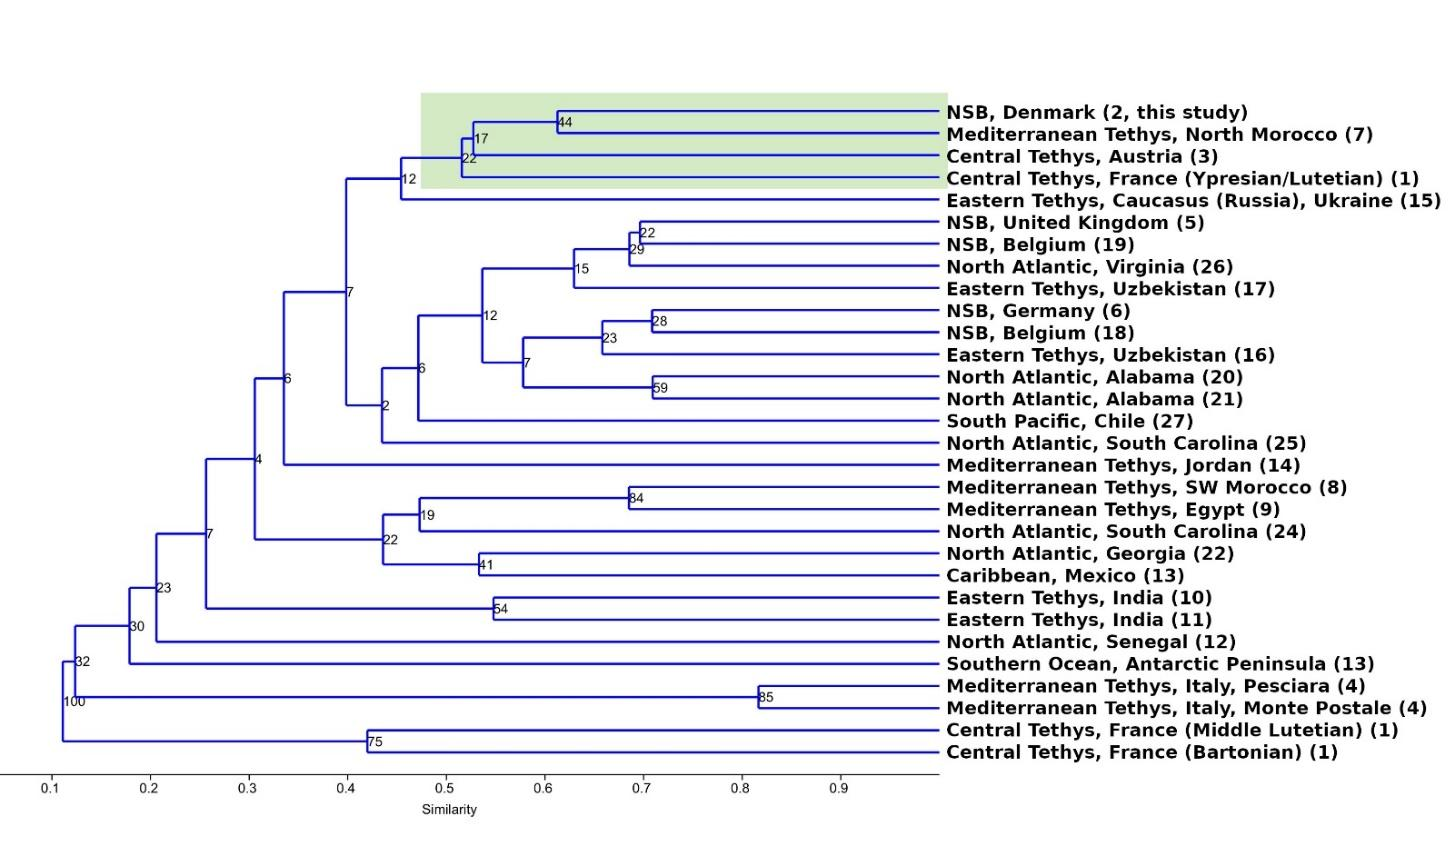 NSB, Denmark (2, this study)
44
Mediterranean Tethys, North Morocco (7)
17
Central Tethys, Austria (3)
22
Central Tethys, France (Ypresian/Lutetian) (1)
12
Eastern Tethys, Caucasus (Russia), Ukraine (15)
NSB, United Kingdom (5)
22
NSB, Belgium (19)
29
North Atlantic, Virginia (26)
15
Eastern Tethys, Uzbekistan (17)
7
NSB, Germany (6)
12
28
NSB, Belgium (18)
23
Eastern Tethys, Uzbekistan (16)
7
6
North Atlantic, Alabama (20)
6
59
North Atlantic, Alabama (21)
2
South Pacific, Chile (27)
North Atlantic, South Carolina (25)
4
Mediterranean Tethys, Jordan (14)
Mediterranean Tethys, SW Morocco (8)
84
Mediterranean Tethys, Egypt (9)
19
North Atlantic, South Carolina (24)
7
22
North Atlantic, Georgia (22)
41
Caribbean, Mexico (13)
23
Eastern Tethys, India (10)
54
Eastern Tethys, India (11)
30
North Atlantic, Senegal (12)
32
Southern Ocean, Antarctic Peninsula (13)
Mediterranean Tethys, Italy, Pesciara (4)
85
100
Mediterranean Tethys, Italy, Monte Postale (4)
Central Tethys, France (Middle Lutetian) (1)
75
Central Tethys, France (Bartonian) (1)
0.1 0.2 0.3 0.4 0.5 0.6 0.7 0.8 0.9
Similarity